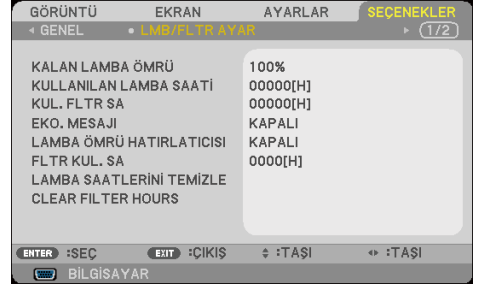 GÖRÜNTÜ EKRAN AYARLAR SEÇENEKLER
GENEL • LMB/FLTR AYAR (1/2)
KALAN LAMBA ÖMRÜ 100%
KULLANILAN LAMBA SAATİ 00000[H]
KUL. FLTR SA 00000[H]
EKO. MESAJI KAPALI
LAMBA ÖMRÜ HATIRLATICISI KAPALI
FLTR KUL. SA 0000[H]
LAMBA SAATLERİNİ TEMİZLE
CLEAR FILTER HOURS
ENTER :SEÇ EXIT :ÇIKIŞ :TAŞI :TAŞI
BİLGİSAYAR